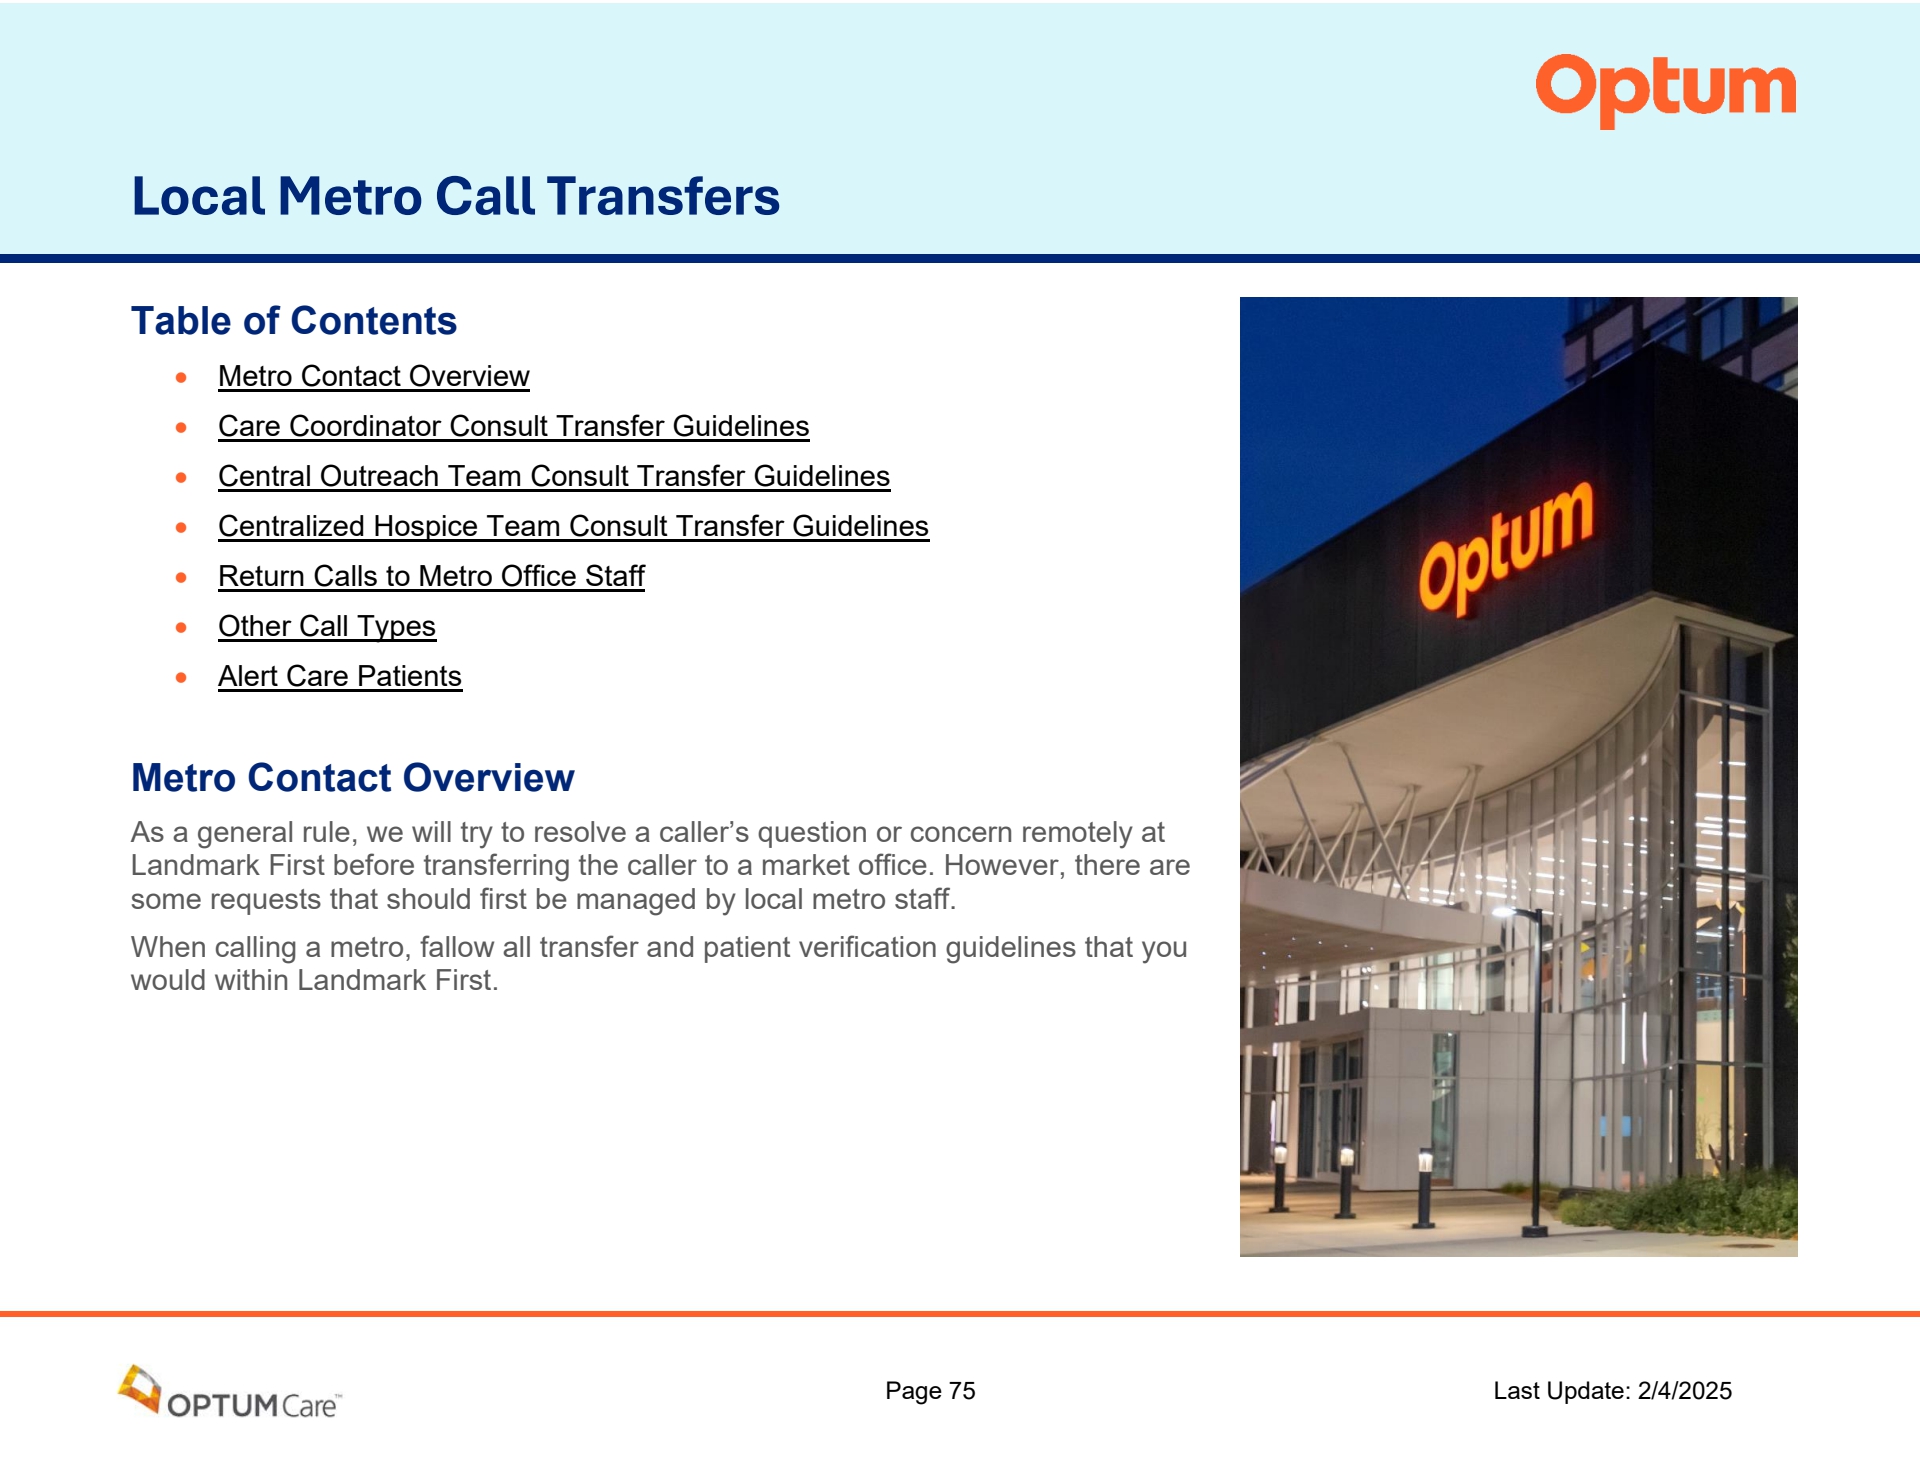 Optum
Local Metro Call Transfers
Table of Contents
Metro Contact Overview
Care Coordinator Consult Transfer Guidelines
Central Outreach Team Consult Transfer Guidelines
Centralized Hospice Team Consult Transfer Guidelines
Return Calls to Metro Office Staff
Other Call Types
Alert Care Patients
Optum
Metro Contact Overview
As a general rule, we will try to resolve a caller’s question or concern remotely at
Landmark First before transferring the caller to a market office. However, there are
some requests that should first be managed by local metro staff.
When calling a metro, fallow all transfer and patient verification guidelines that you
would within Landmark First.
OPTUM Care™
Page 75
Last Update: 2/4/2025